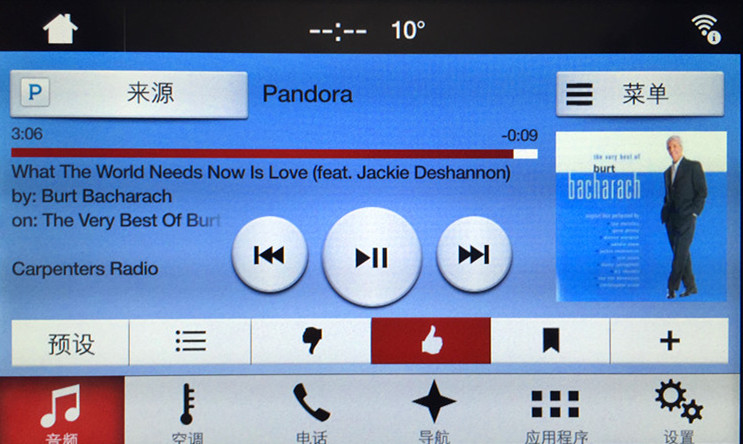 --:-- 10°
P 来源 Pandora 菜单
3:06 -0:09
What The World Needs Now Is Love (feat. Jackie Deshannon)
by: Burt Bacharach
on: The Very Best Of Burt
Carpenters Radio
the very best of
burt
bacharach
预设
音频 空调 电话 导航 应用程序 设置